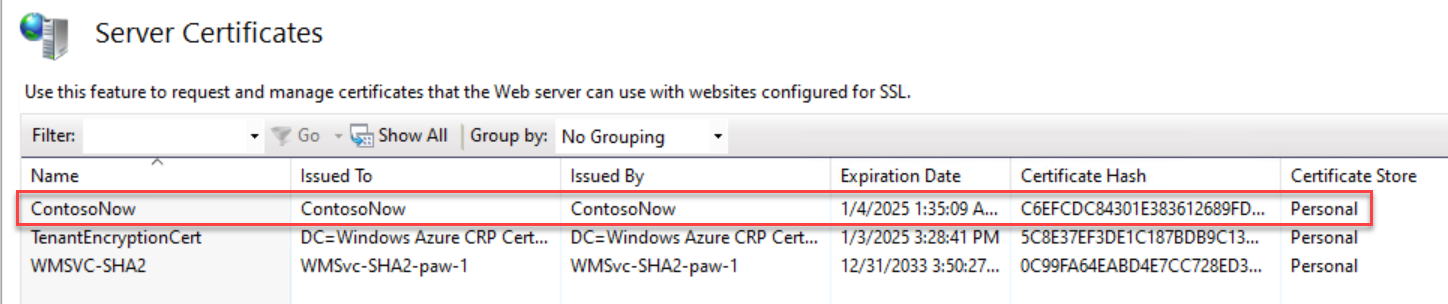 Server Certificates
Use this feature to request and manage certificates that the Web server can use with websites configured for SSL.
Filter: Go Show All Group by: No Grouping
Name Issued To Issued By Expiration Date Certificate Hash Certificate Store
ContosoNow ContosoNow ContosoNow 1/4/2025 1:35:09 A... C6EFCDC84301E383612689FD... Personal
TenantEncryptionCert DC=Windows Azure CRP Cert... DC=Windows Azure CRP Cert... 1/3/2025 3:28:41 PM 5C8E37EF3DE1C187BDB9C13... Personal
WMSVC-SHA2 WMSvc-SHA2-paw-1 WMSvc-SHA2-paw-1 12/31/2033 3:50:27... 0C99FA64EABD4E7CC728ED3... Personal